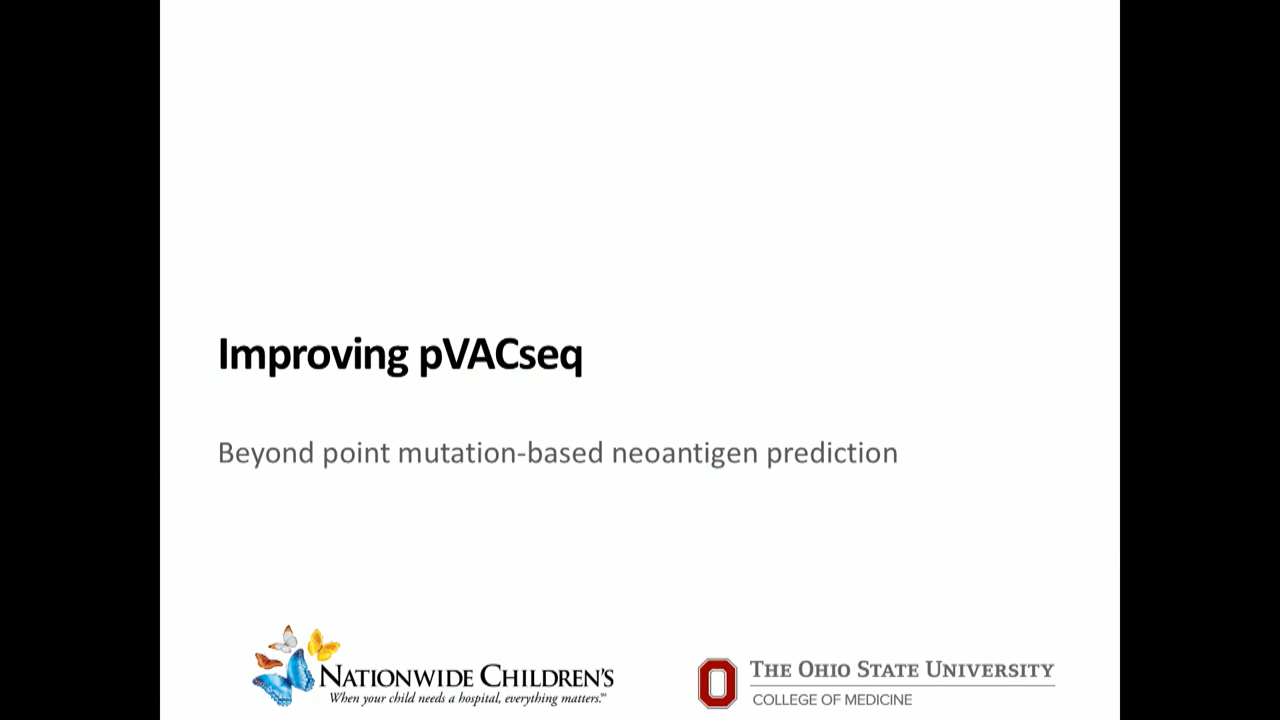 Improving pVACseq
Beyond point mutation-based neoantigen prediction
NATIONWIDE CHILDREN'S
When your child needs a hospital, everything matters.℠
THE OHIO STATE UNIVERSITY
COLLEGE OF MEDICINE